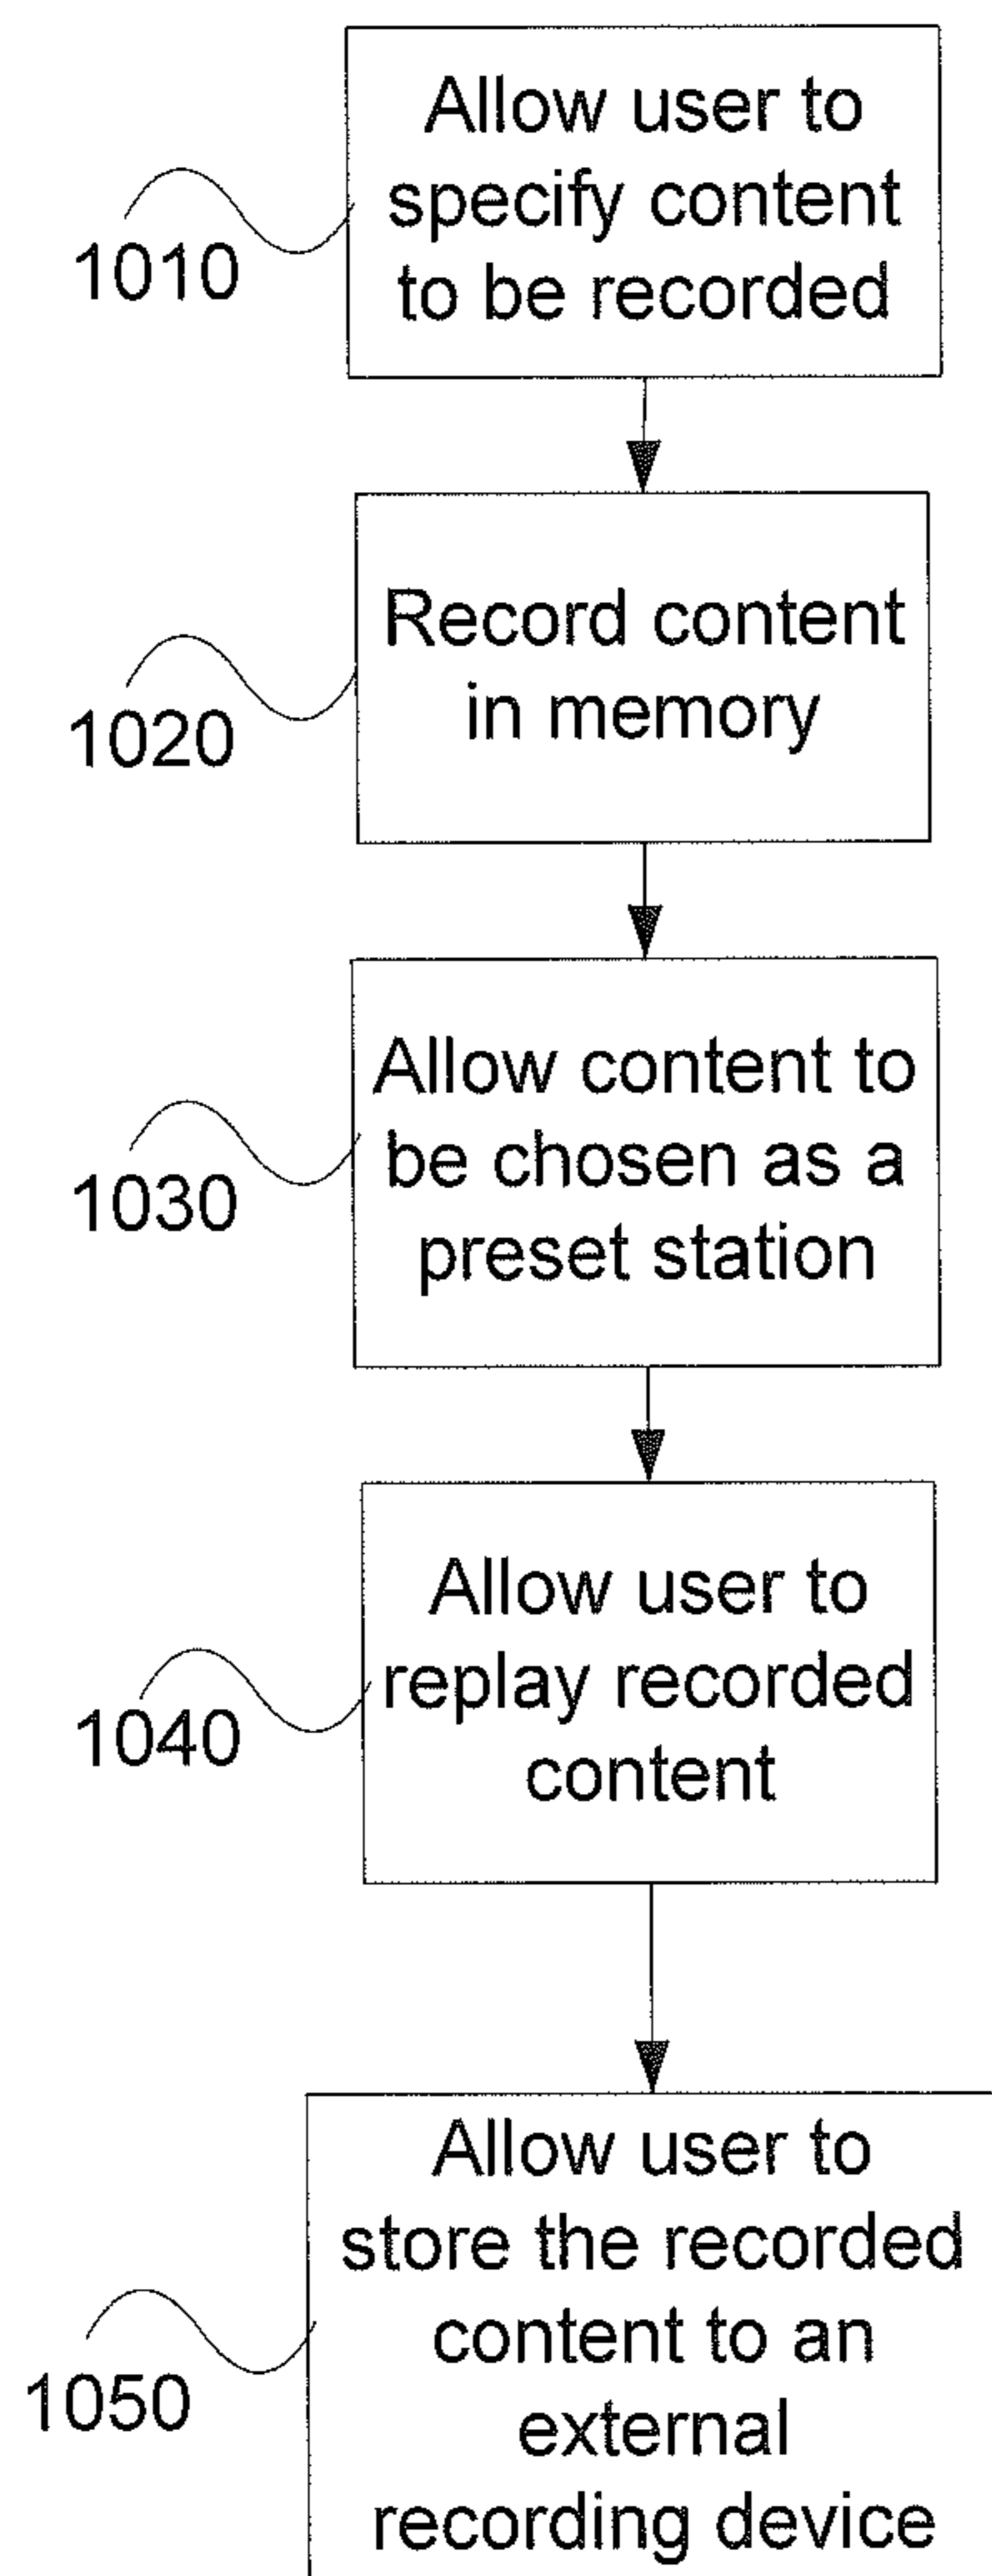 Allow user to
specify content
to be recorded
1010
Record content
in memory
1020
Allow content to
be chosen as a
preset station
1030
Allow user to
replay recorded
content
1040
Allow user to
store the recorded
content to an
external
recording device
1050